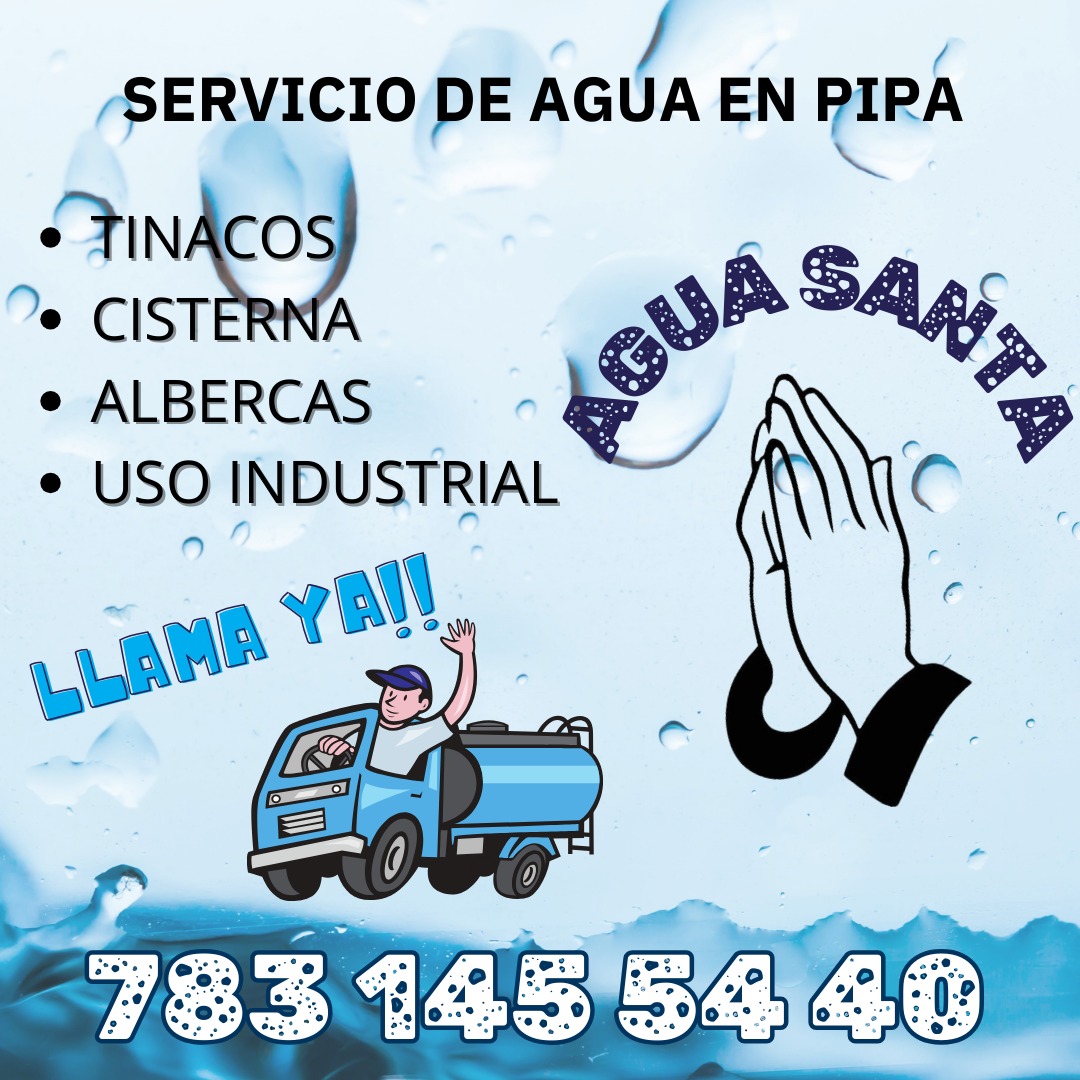 SERVICIO DE AGUA EN PIPA
• TINACOS
• CISTERNA
• ALBERCAS
• USO INDUSTRIAL
AGUA SANTA
LLAMA YA!!
783 145 54 40